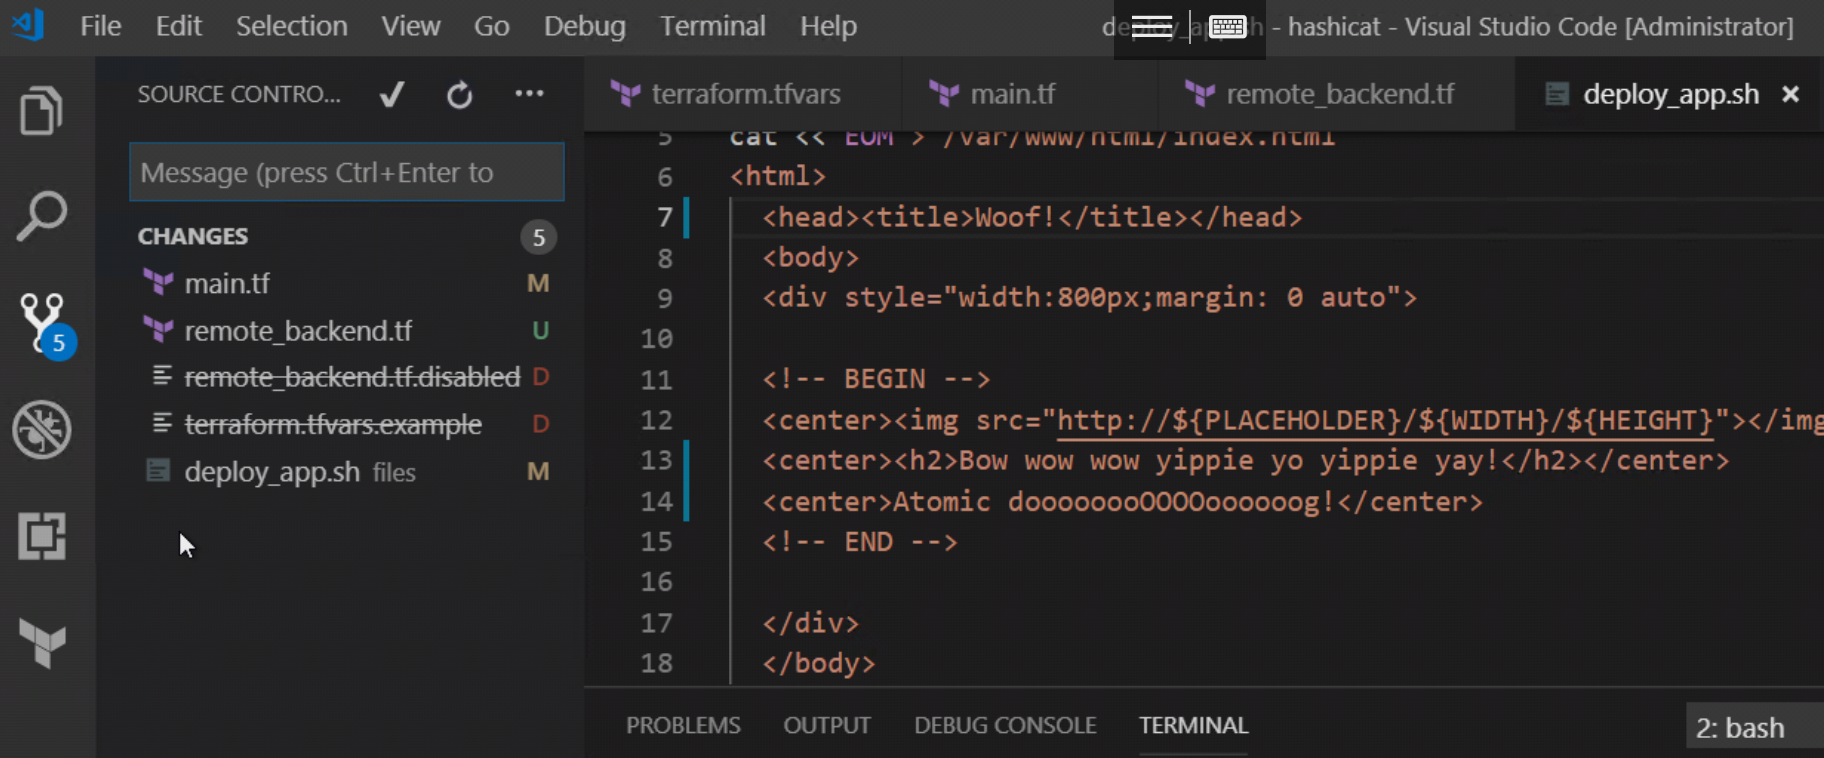 File Edit Selection View Go Debug Terminal Help
- hashicat - Visual Studio Code [Administrator]
SOURCE CONTRO...
terraform.tfvars
main.tf
remote_backend.tf
deploy_app.sh
Message (press Ctrl+Enter to
CHANGES 5
main.tf M
remote_backend.tf U
remote_backend.tf.disabled D
terraform.tfvars.example D
deploy_app.sh files M
5
5 cat << EOM > /var/www/html/index.html
6 <html>
7 <head><title>Woof!</title></head>
8 <body>
9 <div style="width:800px;margin: 0 auto">
10
11 <!-- BEGIN -->
12 <center><img src="http://${PLACEHOLDER}/${WIDTH}/${HEIGHT}"></img
13 <center><h2>Bow wow wow yippie yo yippie yay!</h2></center>
14 <center>Atomic dooooooooOOOOooooooog!</center>
15 <!-- END -->
16
17 </div>
18 </body>
PROBLEMS OUTPUT DEBUG CONSOLE TERMINAL
2: bash